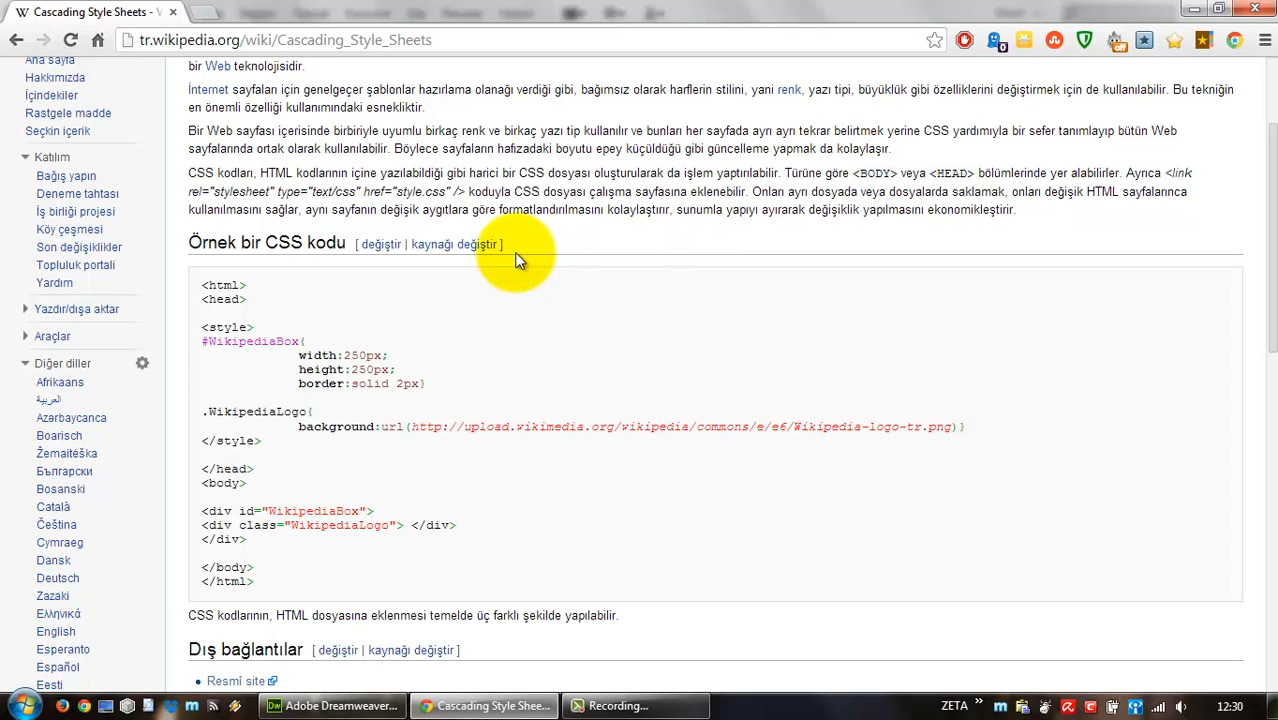 Cascading Style Sheets - V
tr.wikipedia.org/wiki/Cascading_Style_Sheets
Ana sayfa
Hakkımızda
İçindekiler
Rastgele madde
Seçkin içerik
Katılım
Bağış yapın
Deneme tahtası
İş birliği projesi
Köy çeşmesi
Son değişiklikler
Topluluk portali
Yardım
Yazdır/dışa aktar
Araçlar
Diğer diller
Afrikaans
العربية
Azərbaycanca
Boarisch
Žemaitėška
Български
Bosanski
Català
Čeština
Cymraeg
Dansk
Deutsch
Zazaki
Ελληνικά
English
Esperanto
Español
Eesti
bir Web teknolojisidir.
İnternet sayfaları için genelgeçer şablonlar hazırlama olanağı verdiği gibi, bağımsız olarak harflerin stilini, yani renk, yazı tipi, büyüklük gibi özelliklerini değiştirmek için de kullanılabilir. Bu tekniğin
en önemli özelliği kullanımındaki esnekliktir.
Bir Web sayfası içerisinde birbiriyle uyumlu birkaç renk ve birkaç yazı tip kullanılır ve bunları her sayfada ayrı ayrı tekrar belirtmek yerine CSS yardımıyla bir sefer tanımlayıp bütün Web
sayfalarında ortak olarak kullanılabilir. Böylece sayfaların hafızadaki boyutu epey küçüldüğü gibi güncelleme yapmak da kolaylaşır.
CSS kodları, HTML kodlarının içine yazılabildiği gibi harici bir CSS dosyası oluşturularak da işlem yaptırılabilir. Türüne göre <BODY> veya <HEAD> bölümlerinde yer alabilirler. Ayrıca <link
rel="stylesheet" type="text/css" href="style.css" /> koduyla CSS dosyası çalışma sayfasına eklenebilir. Onları ayrı dosyada veya dosyalarda saklamak, onları değişik HTML sayfalarınca
kullanılmasını sağlar, aynı sayfanın değişik aygıtlara göre formatlandırılmasını kolaylaştırır, sunumla yapıyı ayırarak değişiklik yapılmasını ekonomikleştirir.
Örnek bir CSS kodu [ değiştir | kaynağı değiştir ]
<html>
<head>
<style>
#WikipediaBox{
width:250px;
height:250px;
border:solid 2px}
.WikipediaLogo{
background:url(http://upload.wikimedia.org/wikipedia/commons/e/e6/Wikipedia-logo-tr.png)}
</style>
</head>
<body>
<div id="WikipediaBox">
<div class="WikipediaLogo"> </div>
</div>
</body>
</html>
CSS kodlarının, HTML dosyasına eklenmesi temelde üç farklı şekilde yapılabilir.
Dış bağlantılar [ değiştir | kaynağı değiştir ]
Resmî site
Adobe Dreamweaver...
Cascading Style Shee...
Recording...
ZETA
12:30